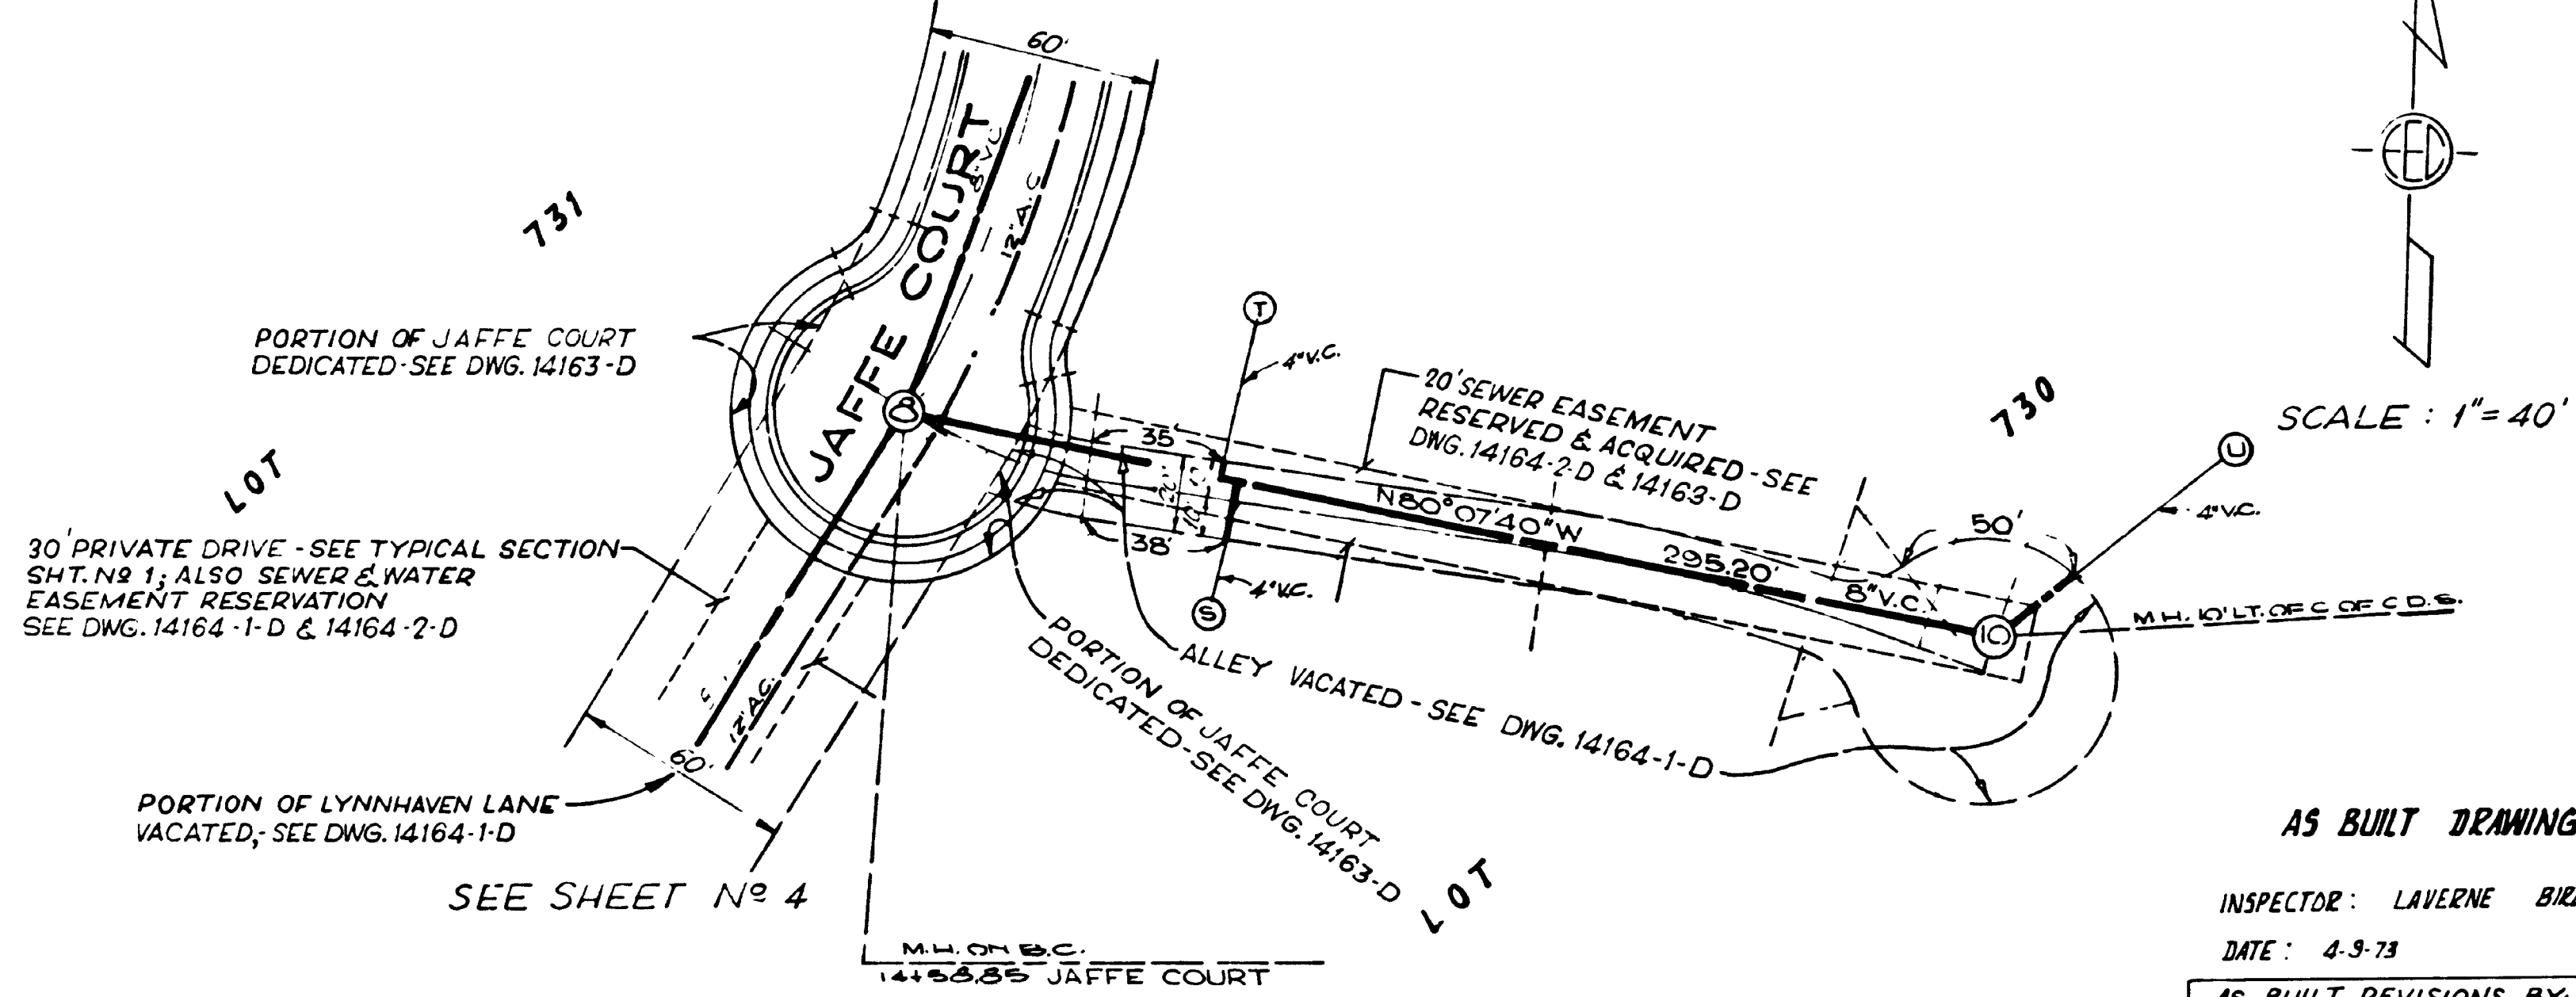 60'
731
JAFFE COURT
8" V.C.
12" A.C.
PORTION OF JAFFE COURT
DEDICATED-SEE DWG. 14163-D
LOT
30' PRIVATE DRIVE - SEE TYPICAL SECTION
SHT. Nº 1; ALSO SEWER & WATER
EASEMENT RESERVATION
SEE DWG. 14164-1-D & 14164-2-D
12" A.C.
60'
PORTION OF LYNNHAVEN LANE
VACATED,- SEE DWG. 14164-1-D
SEE SHEET Nº 4
T
4" V.C.
35'
20'
10'
38'
4" V.C.
S
20' SEWER EASEMENT
RESERVED & ACQUIRED - SEE
DWG. 14164-2-D & 14163-D
N80°07'40"W
295.20'
8" V.C.
10
730
50'
U
4" V.C.
M.H. 10' LT. OF C OF C.D.S.
PORTION OF JAFFE COURT
DEDICATED-SEE DWG. 14163-D
ALLEY VACATED - SEE DWG. 14164-1-D
LOT
M.H. ON B.C.
14+58.85 JAFFE COURT
ED
SCALE : 1"= 40'
AS BUILT DRAWING
INSPECTOR : LAVERNE
DATE : 4-9-73
AS BUILT REVISIONS BY: